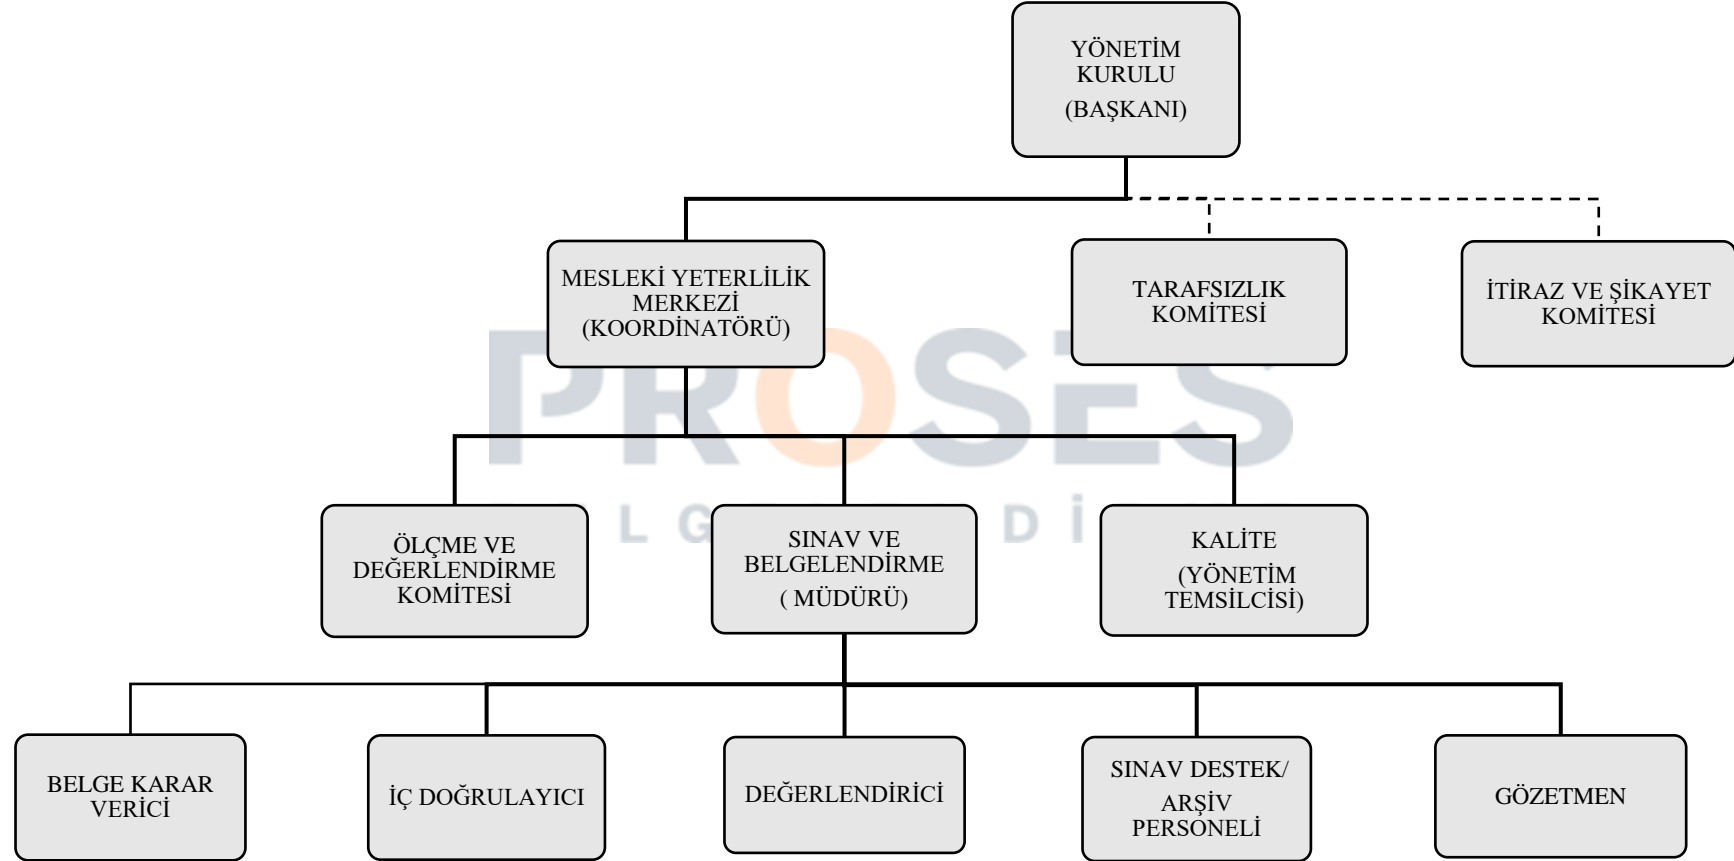 YÖNETİM
KURULU
(BAŞKANI)
MESLEKİ YETERLİLİK
MERKEZİ
(KOORDİNATÖRÜ)
TARAFSIZLIK
KOMİTESİ
İTİRAZ VE ŞİKAYET
KOMİTESİ
PROSES
ÖLÇME VE
DEĞERLENDİRME
KOMİTESİ
SINAV VE
BELGELENDİRME
( MÜDÜRÜ)
KALİTE
(YÖNETİM
TEMSİLCİSİ)
BELGE KARAR
VERİCİ
İÇ DOĞRULAYICI
DEĞERLENDİRİCİ
SINAV DESTEK/
ARŞİV
PERSONELİ
GÖZETMEN